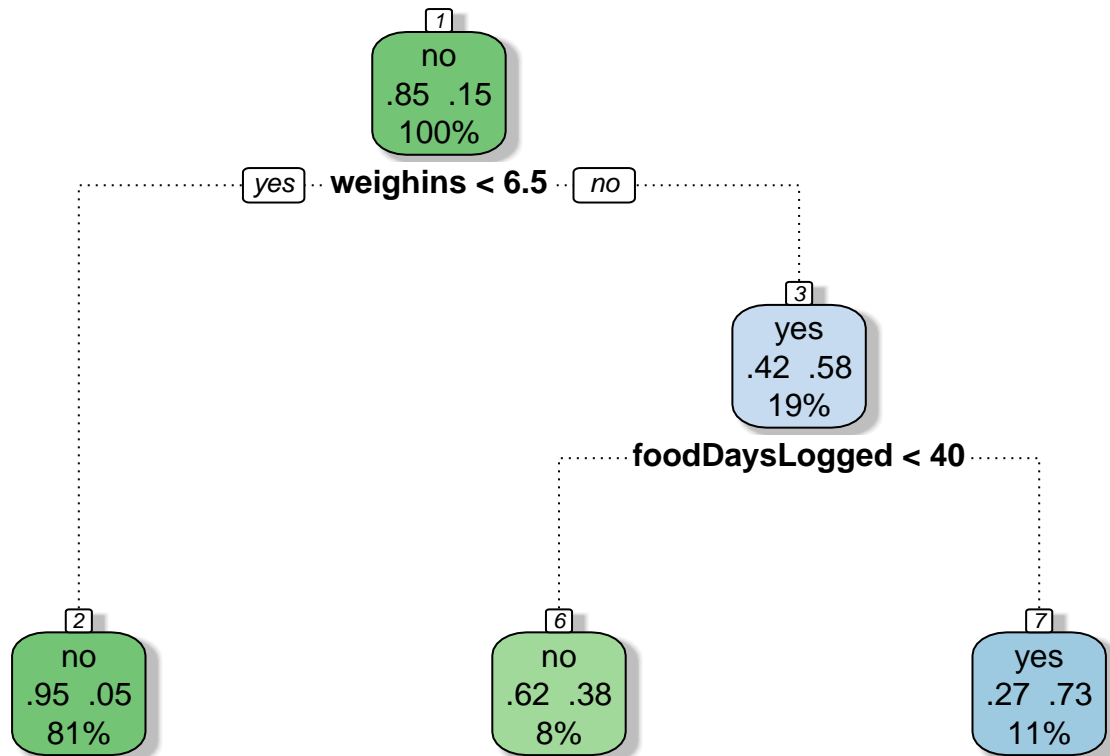 1
no
.85 .15
100%
yes weighins < 6.5 no
3
yes
.42 .58
19%
foodDaysLogged < 40
2
no
.95 .05
81%
6
no
.62 .38
8%
7
yes
.27 .73
11%